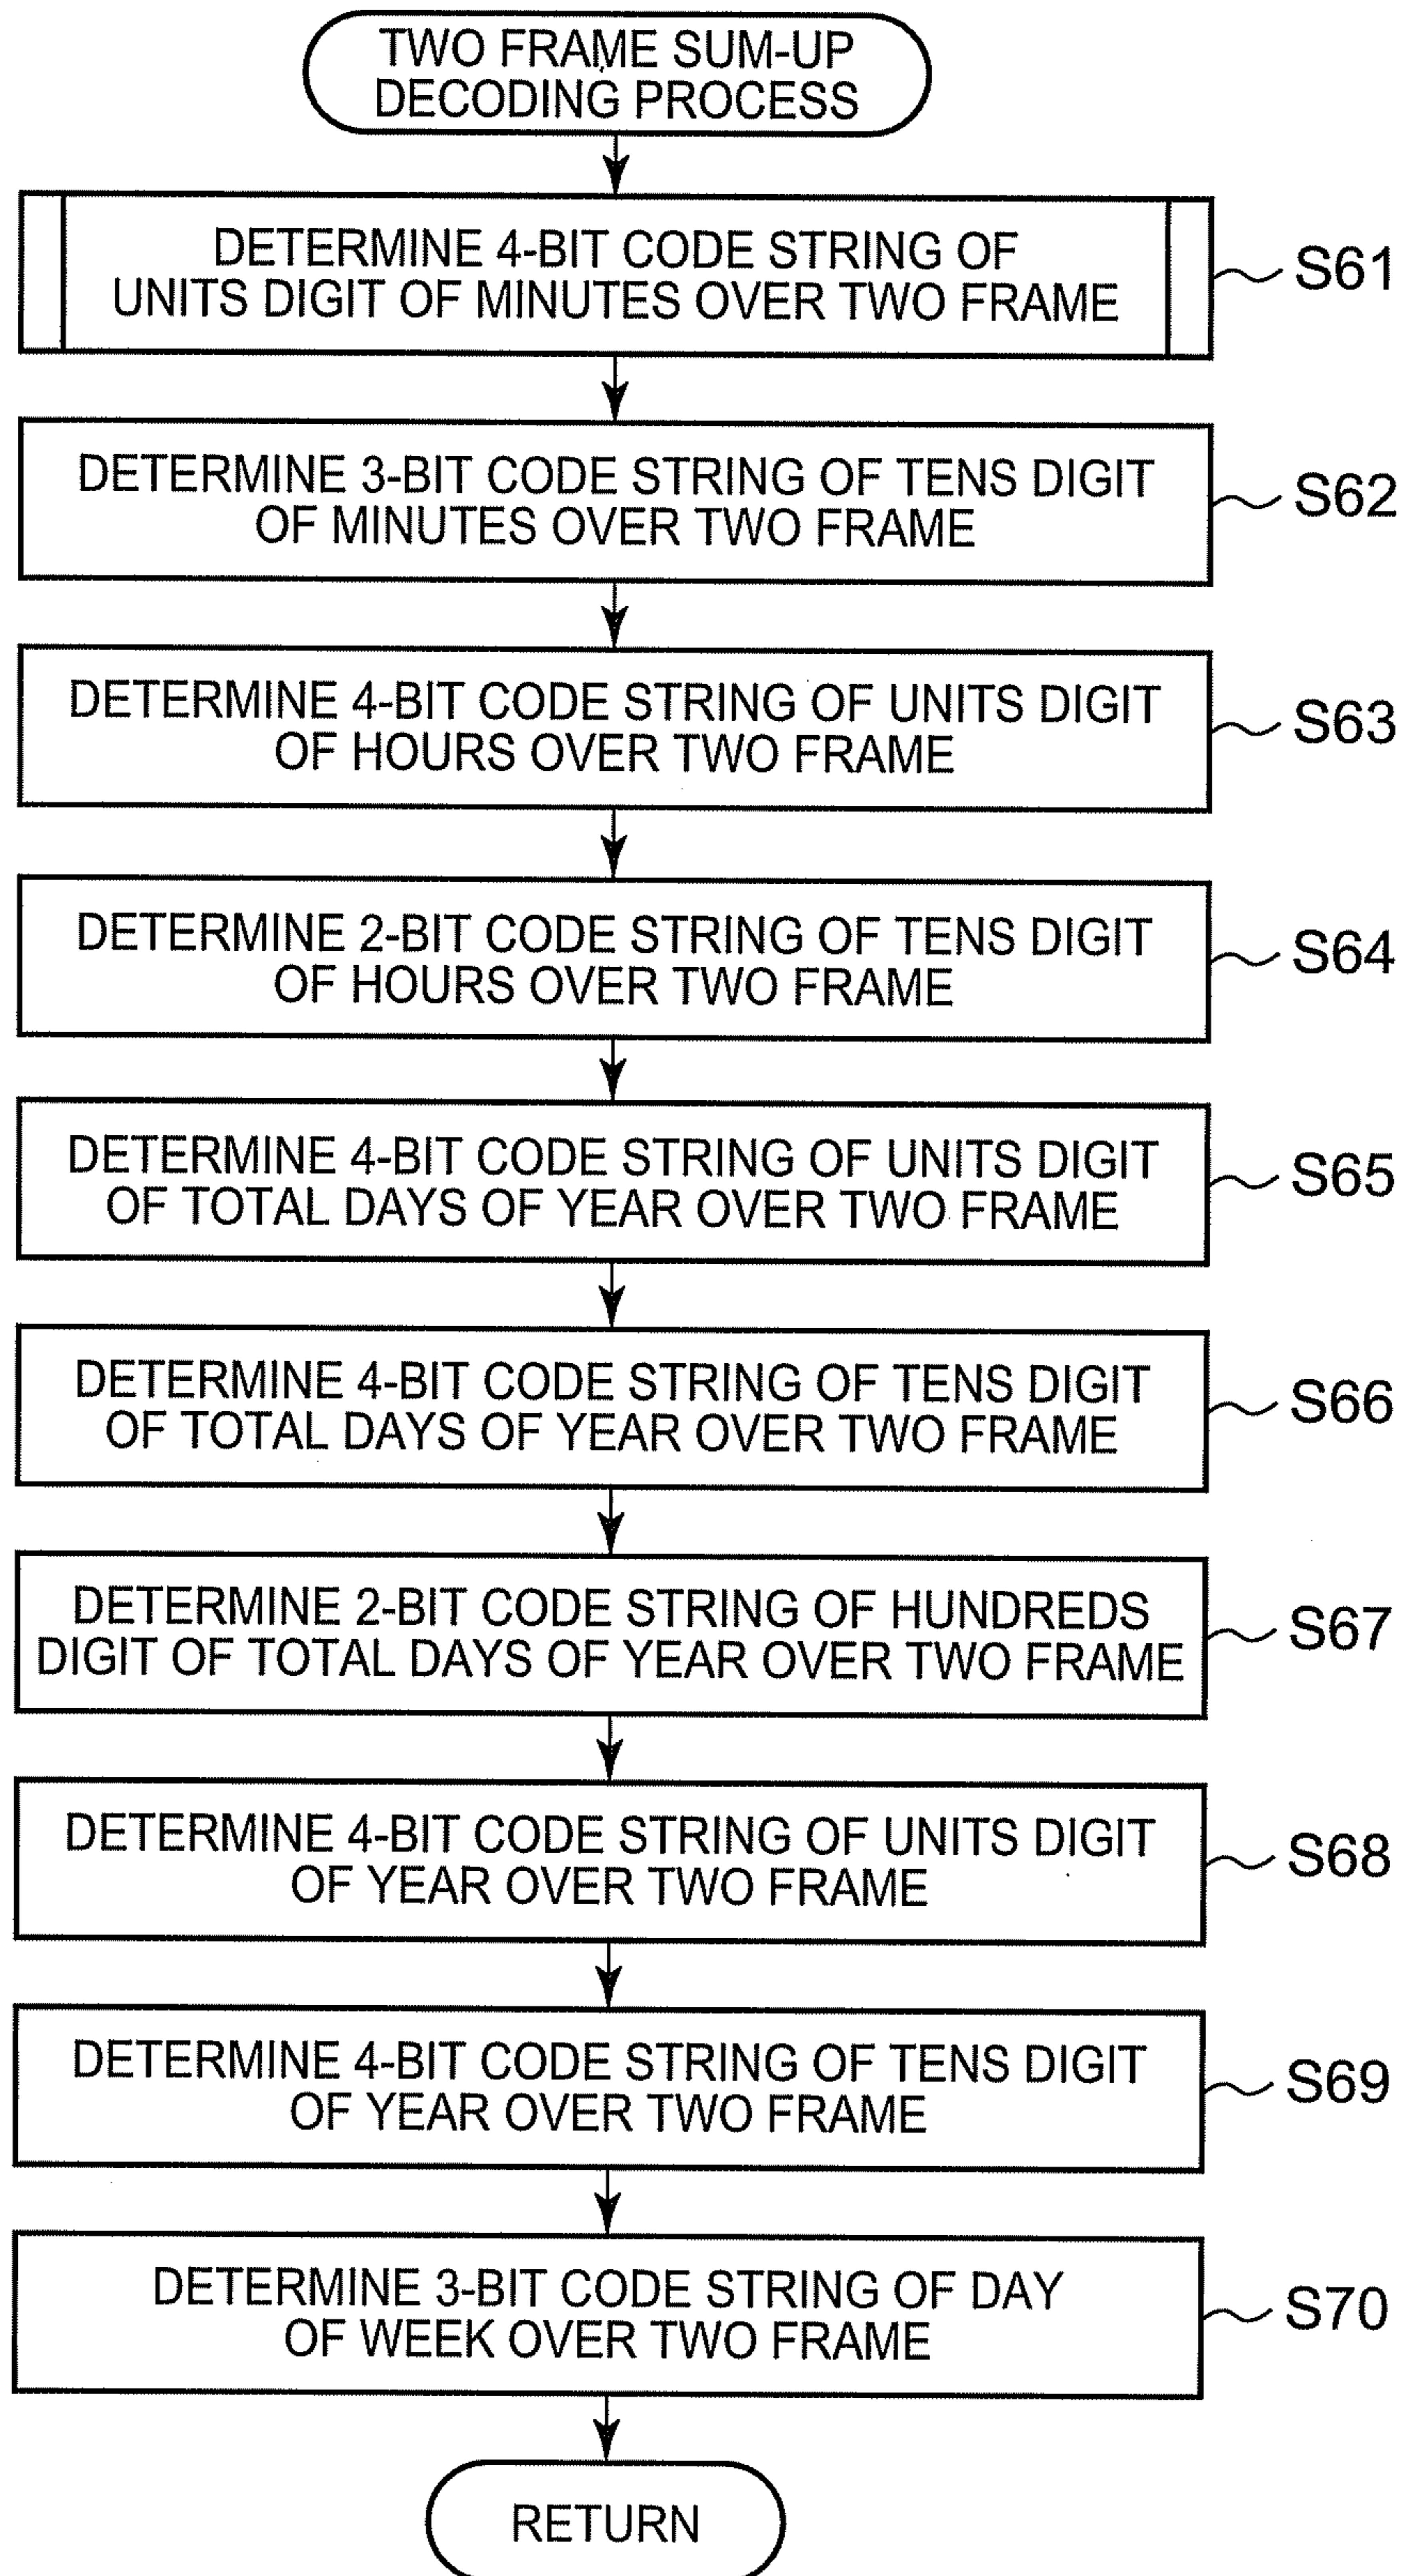 TWO FRAME SUM-UP
DECODING PROCESS
DETERMINE 4-BIT CODE STRING OF
UNITS DIGIT OF MINUTES OVER TWO FRAME
S61
DETERMINE 3-BIT CODE STRING OF TENS DIGIT
OF MINUTES OVER TWO FRAME
S62
DETERMINE 4-BIT CODE STRING OF UNITS DIGIT
OF HOURS OVER TWO FRAME
S63
DETERMINE 2-BIT CODE STRING OF TENS DIGIT
OF HOURS OVER TWO FRAME
S64
DETERMINE 4-BIT CODE STRING OF UNITS DIGIT
OF TOTAL DAYS OF YEAR OVER TWO FRAME
S65
DETERMINE 4-BIT CODE STRING OF TENS DIGIT
OF TOTAL DAYS OF YEAR OVER TWO FRAME
S66
DETERMINE 2-BIT CODE STRING OF HUNDREDS
DIGIT OF TOTAL DAYS OF YEAR OVER TWO FRAME
S67
DETERMINE 4-BIT CODE STRING OF UNITS DIGIT
OF YEAR OVER TWO FRAME
S68
DETERMINE 4-BIT CODE STRING OF TENS DIGIT
OF YEAR OVER TWO FRAME
S69
DETERMINE 3-BIT CODE STRING OF DAY
OF WEEK OVER TWO FRAME
S70
RETURN